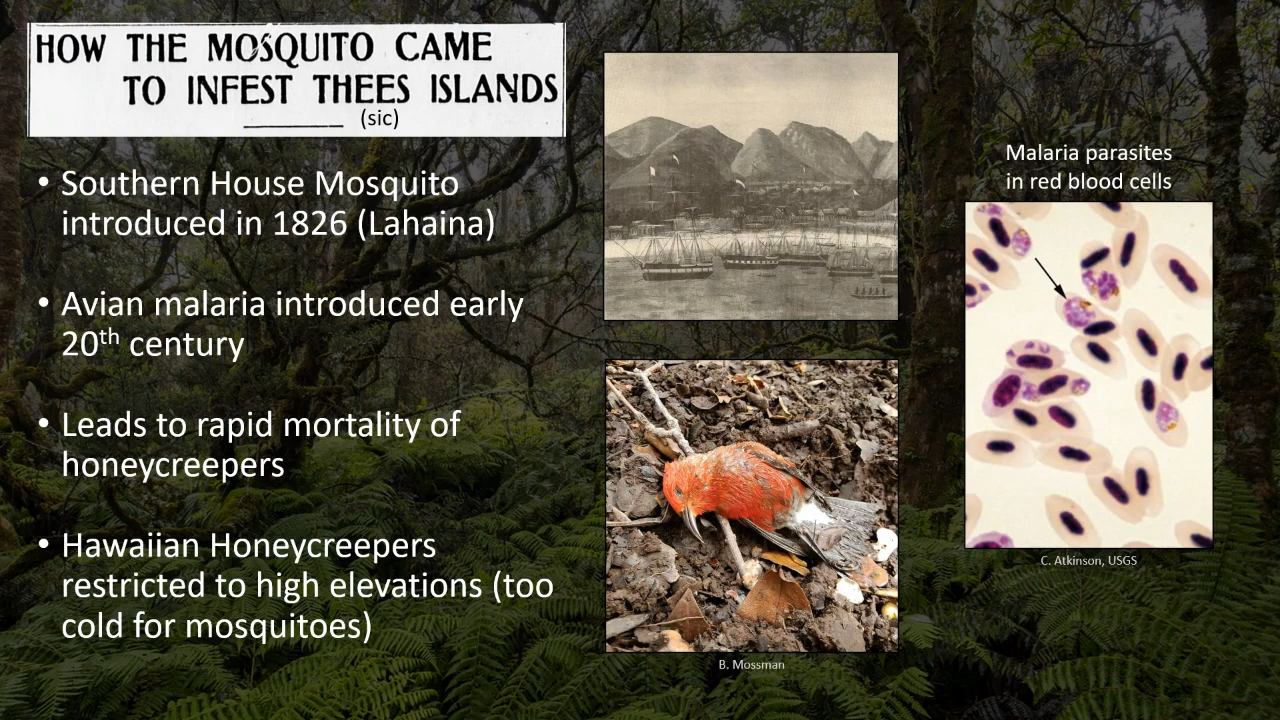 HOW THE MOSQUITO CAME
TO INFEST THEES ISLANDS
(sic)
• Southern House Mosquito
introduced in 1826 (Lahaina)
• Avian malaria introduced early
20th century
• Leads to rapid mortality of
honeycreepers
• Hawaiian Honeycreepers
restricted to high elevations (too
cold for mosquitoes)
B. Mossman
Malaria parasites
in red blood cells
C. Atkinson, USGS